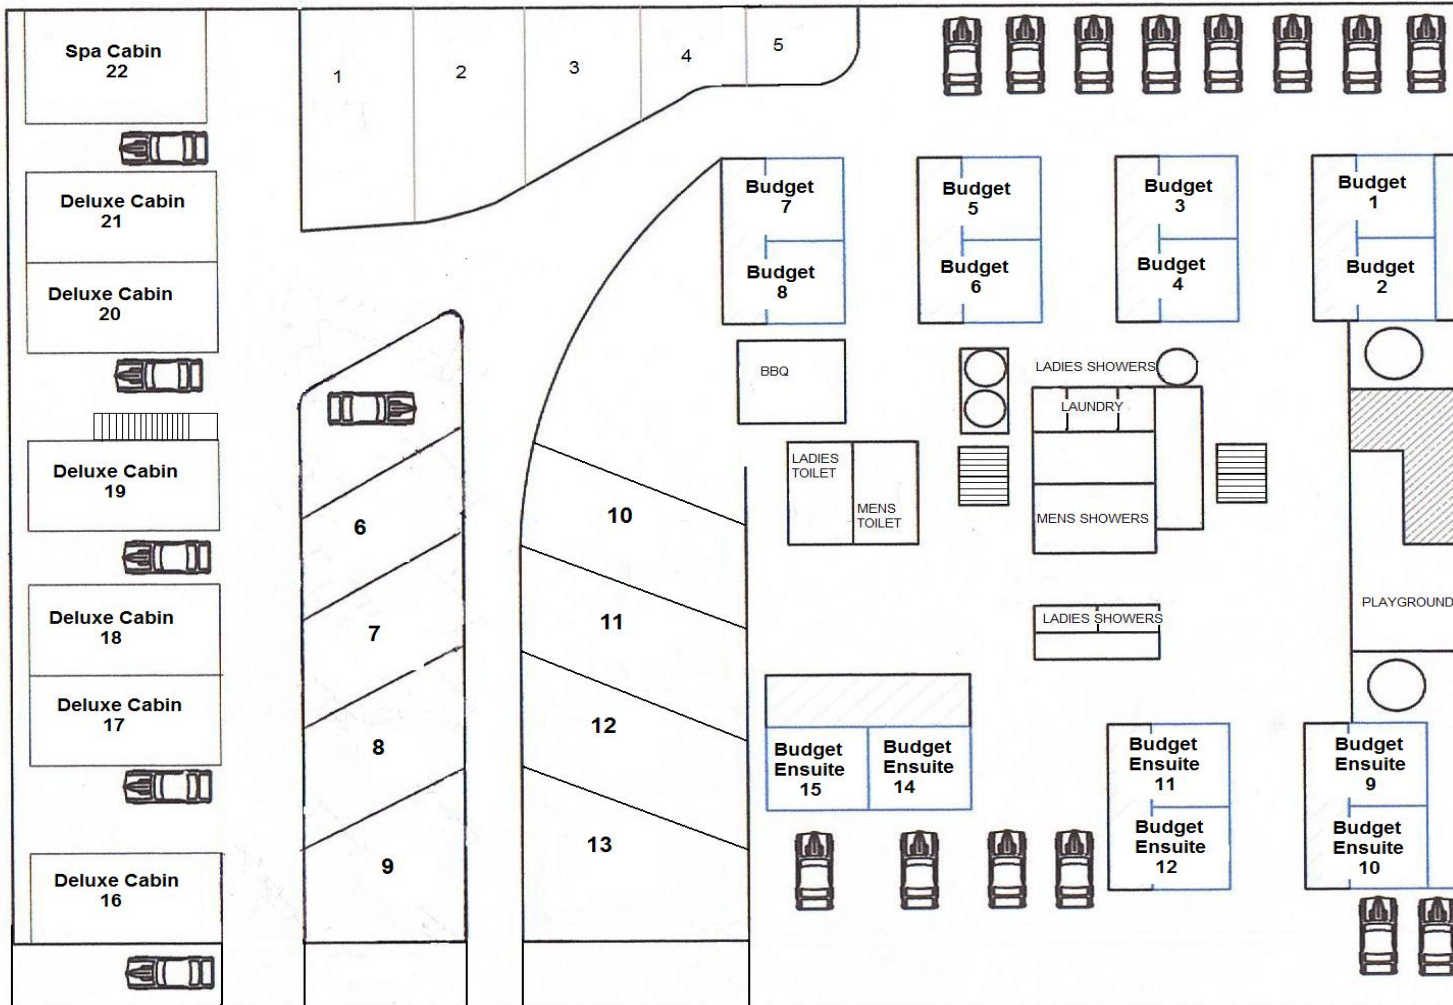 Spa Cabin
22
Deluxe Cabin
21
Deluxe Cabin
20
Deluxe Cabin
19
Deluxe Cabin
18
Deluxe Cabin
17
Deluxe Cabin
16
1
2
3
4
5
6
7
8
9
10
11
12
13
Budget
7
Budget
8
Budget
5
Budget
6
Budget
3
Budget
4
Budget
1
Budget
2
BBQ
LADIES
TOILET
MENS
TOILET
LADIES SHOWERS
LAUNDRY
MENS SHOWERS
LADIES SHOWERS
PLAYGROUND
Budget
Ensuite
15
Budget
Ensuite
14
Budget
Ensuite
11
Budget
Ensuite
12
Budget
Ensuite
9
Budget
Ensuite
10